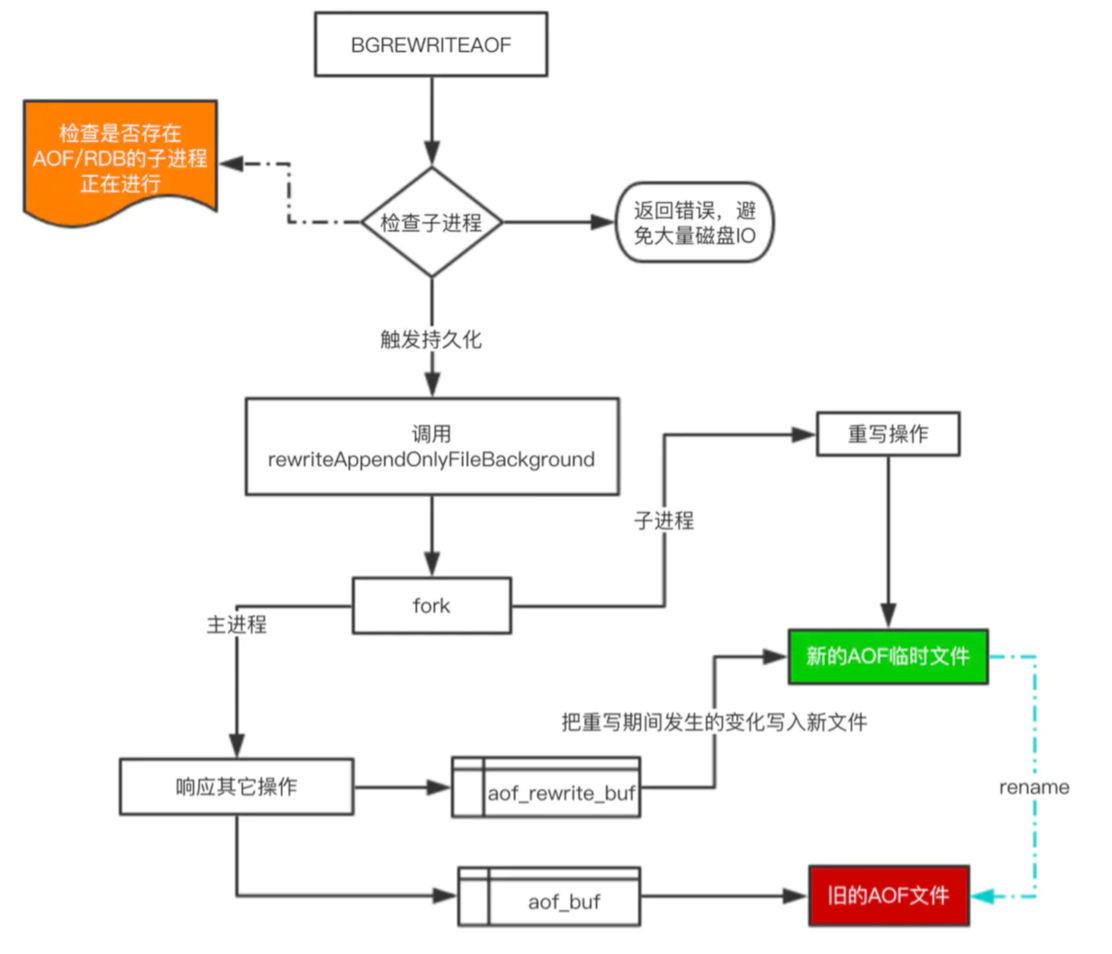 BGREWRITEAOF
检查是否存在
AOF/RDB的子进程
正在进行
检查子进程
返回错误，避
免大量磁盘IO
触发持久化
调用
rewriteAppendOnlyFileBackground
重写操作
子进程
fork
主进程
新的AOF临时文件
把重写期间发生的变化写入新文件
响应其它操作
aof_rewrite_buf
rename
aof_buf
旧的AOF文件